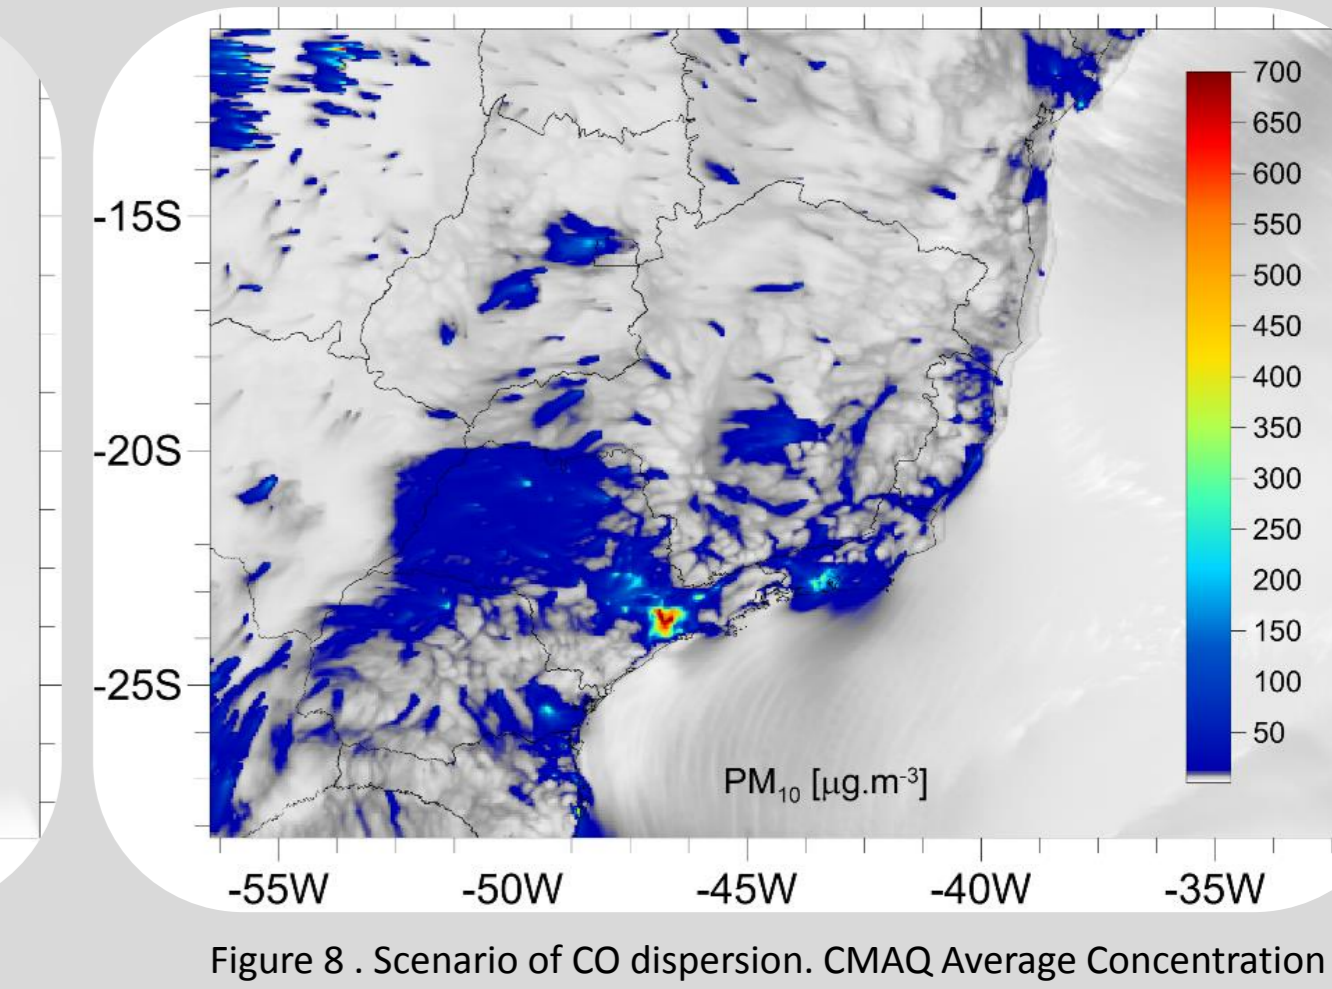 700
650
600
550
500
450
400
350
300
250
200
150
100
50
-15S
-20S
-25S
PM10 [μg.m-3]
-55W -50W -45W -40W -35W
Figure 8 . Scenario of CO dispersion. CMAQ Average Concentration